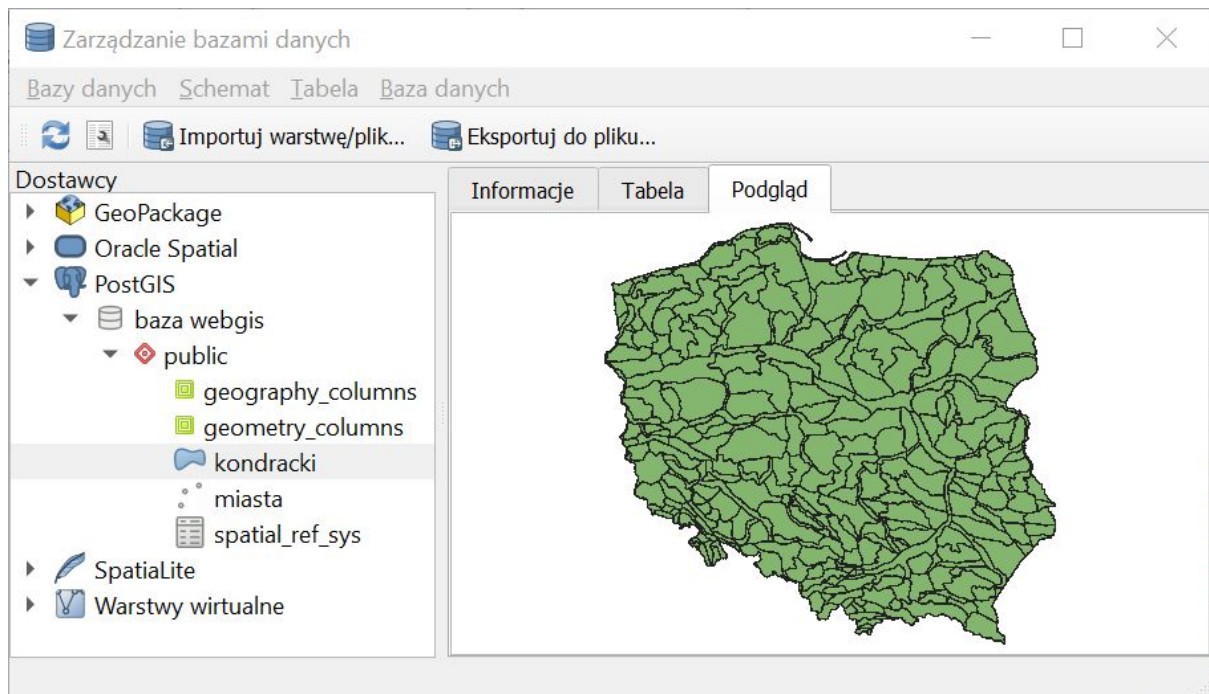 Zarządzanie bazami danych
Bazy danych Schemat Tabela Baza danych
Importuj warstwę/plik... Eksportuj do pliku...
Dostawcy
Informacje Tabela Podgląd
GeoPackage
Oracle Spatial
PostGIS
baza webgis
public
geography_columns
geometry_columns
kondracki
miasta
spatial_ref_sys
SpatiaLite
Warstwy wirtualne